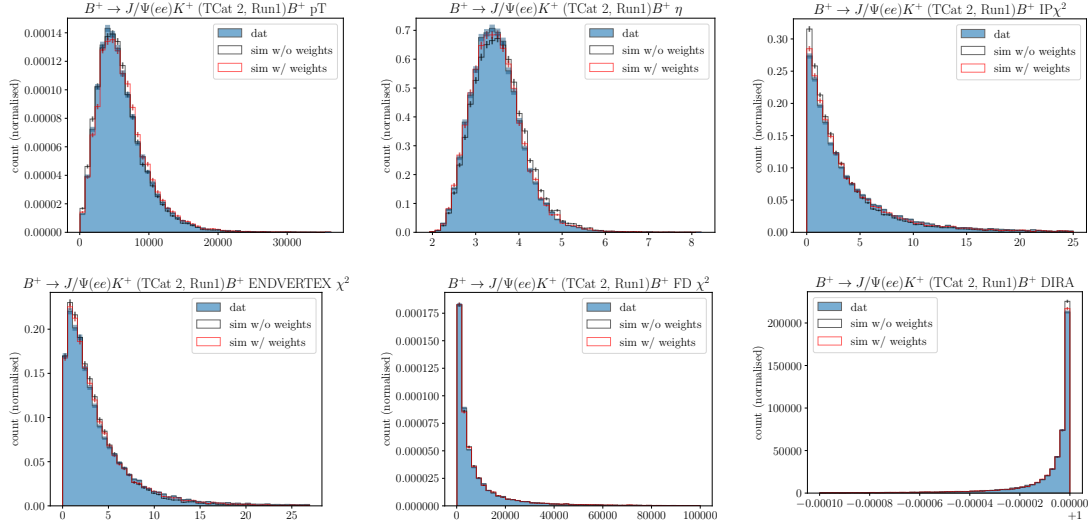 B⁺ → J/Ψ(ee)K⁺ (TCat 2, Run1)B⁺ pT
count (normalised)
0.00014
0.00012
0.00010
0.00008
0.00006
0.00004
0.00002
0.00000
dat
sim w/o weights
sim w/ weights
0 10000 20000 30000
B⁺ → J/Ψ(ee)K⁺ (TCat 2, Run1)B⁺ η
count (normalised)
0.7
0.6
0.5
0.4
0.3
0.2
0.1
0.0
dat
sim w/o weights
sim w/ weights
2 3 4 5 6 7 8
B⁺ → J/Ψ(ee)K⁺ (TCat 2, Run1)B⁺ IPχ²
count (normalised)
0.30
0.25
0.20
0.15
0.10
0.05
0.00
dat
sim w/o weights
sim w/ weights
0 5 10 15 20 25
B⁺ → J/Ψ(ee)K⁺ (TCat 2, Run1)B⁺ ENDVERTEX χ²
count (normalised)
0.20
0.15
0.10
0.05
0.00
dat
sim w/o weights
sim w/ weights
0 5 10 15 20 25
B⁺ → J/Ψ(ee)K⁺ (TCat 2, Run1)B⁺ FD χ²
count (normalised)
0.000175
0.000150
0.000125
0.000100
0.000075
0.000050
0.000025
0.000000
dat
sim w/o weights
sim w/ weights
0 20000 40000 60000 80000 100000
B⁺ → J/Ψ(ee)K⁺ (TCat 2, Run1)B⁺ DIRA
count (normalised)
200000
150000
100000
50000
0
dat
sim w/o weights
sim w/ weights
−0.00010 −0.00008 −0.00006 −0.00004 −0.00002 0.00000
+1